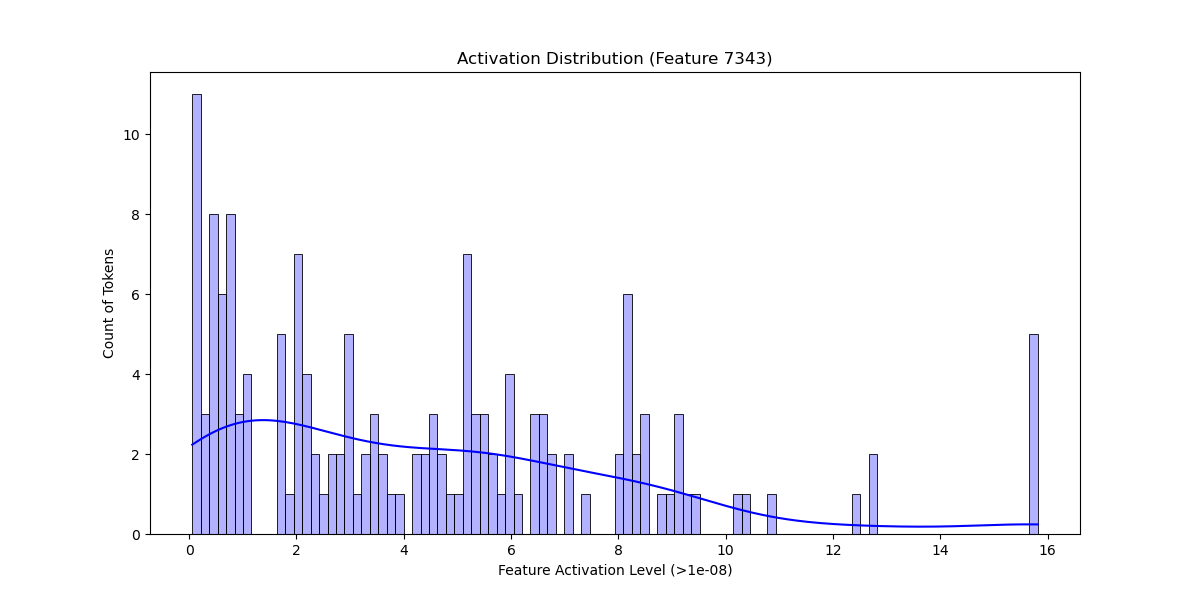 Activation Distribution (Feature 7343)
Count of Tokens
10
8
6
4
2
0
0 2 4 6 8 10 12 14 16
Feature Activation Level (>1e-08)